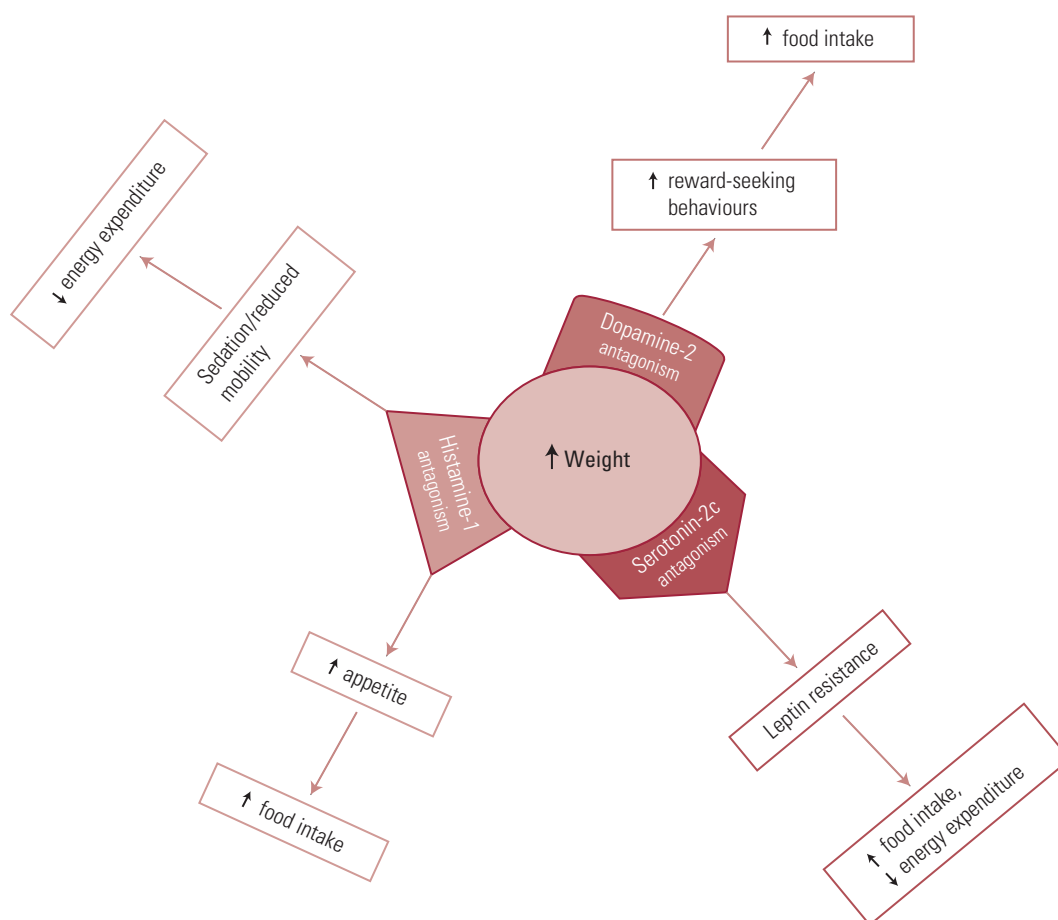 ↑ food intake
↑ reward-seeking
behaviours
Dopamine-2
antagonism
↓ energy expenditure
Sedation/reduced
mobility
Histamine-1
antagonism
↑ Weight
Serotonin-2c
antagonism
↑ appetite
↑ food intake
Leptin resistance
↑ food intake,
↓ energy expenditure